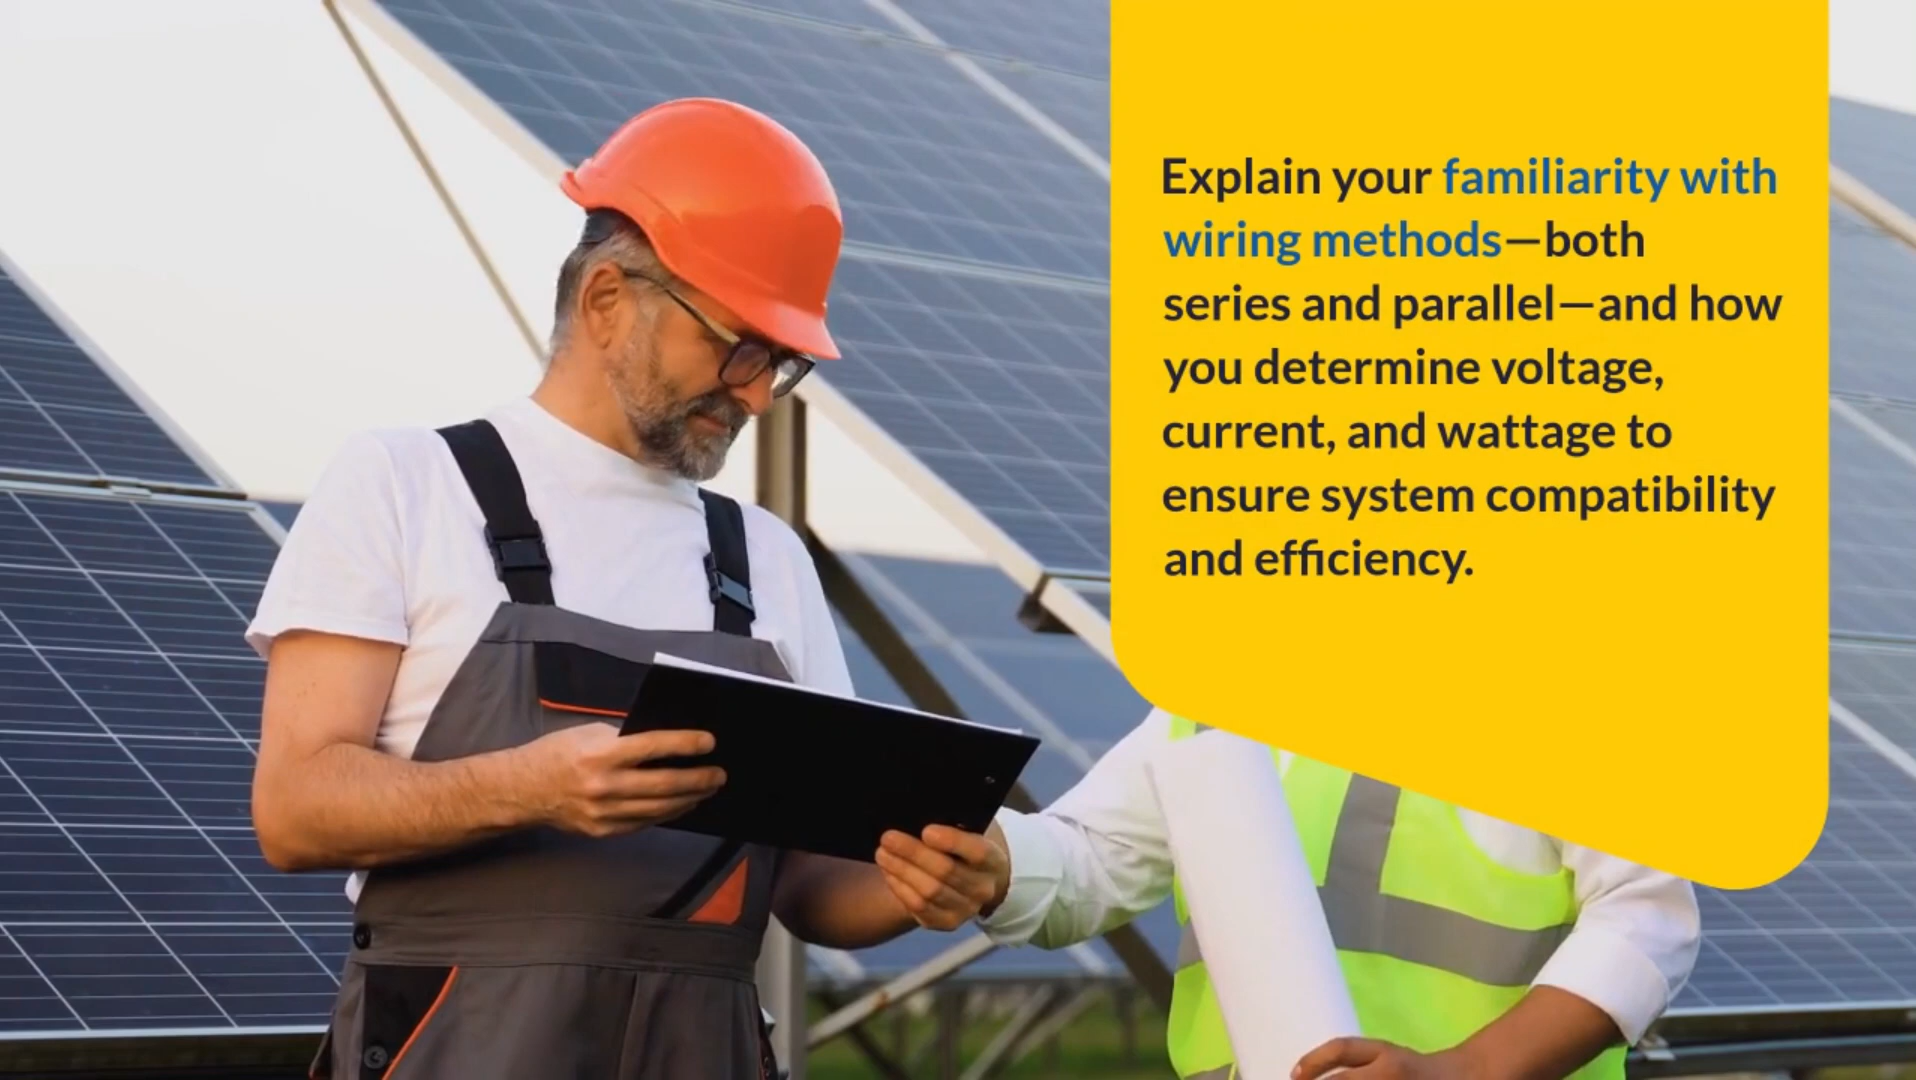 Explain your familiarity with
wiring methods—both
series and parallel—and how
you determine voltage,
current, and wattage to
ensure system compatibility
and efficiency.